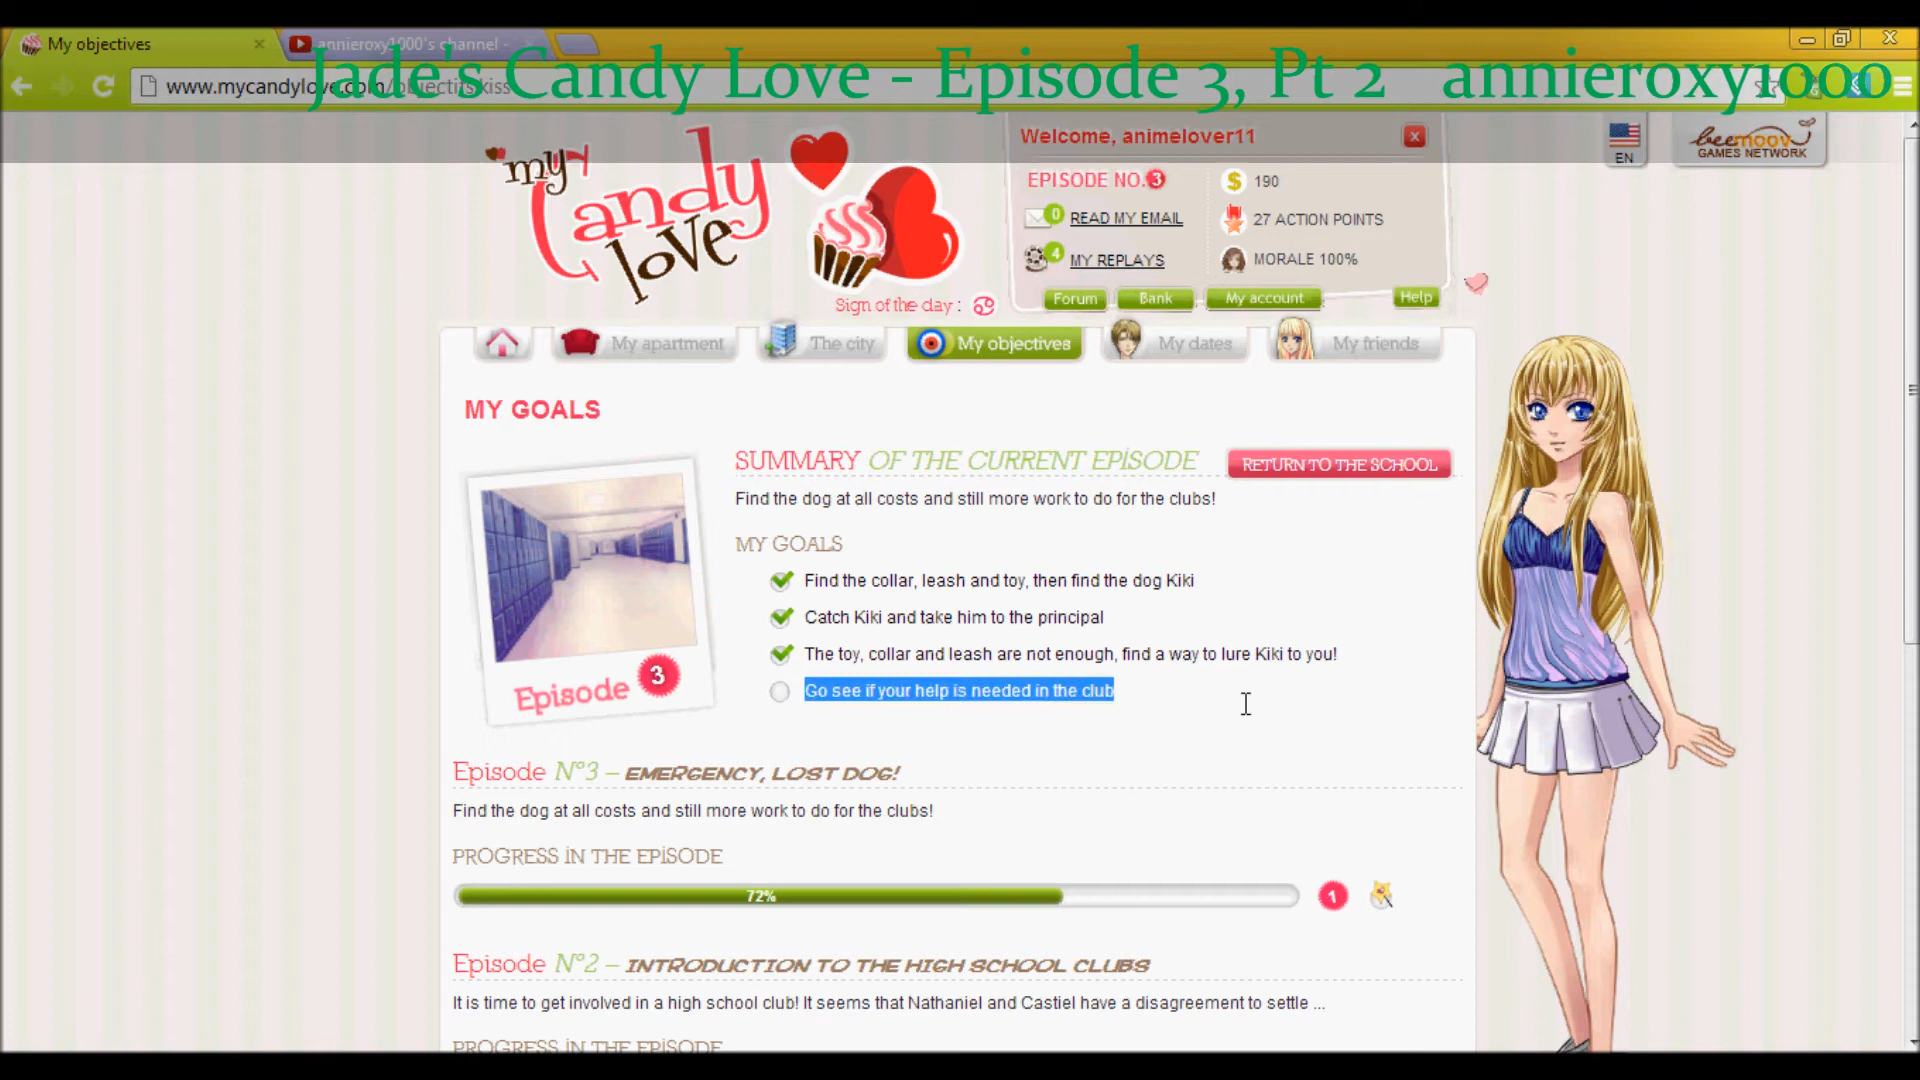 My objectives
annieroxy1000's channel -
Jade's Candy Love - Episode 3, Pt 2 annieroxy1000
www.mycandylove.com/objectifs.kiss
my Candy love
Sign of the day :
Welcome, animelover11
EPISODE NO.3
0 READ MY EMAIL
4 MY REPLAYS
$ 190
27 ACTION POINTS
MORALE 100%
Forum Bank My account Help
EN
beemoov
GAMES NETWORK
My apartment The city My objectives My dates My friends
MY GOALS
Episode 3
SUMMARY OF THE CURRENT EPISODE RETURN TO THE SCHOOL
Find the dog at all costs and still more work to do for the clubs!
MY GOALS
Find the collar, leash and toy, then find the dog Kiki
Catch Kiki and take him to the principal
The toy, collar and leash are not enough, find a way to lure Kiki to you!
Go see if your help is needed in the club
Episode N°3 – EMERGENCY, LOST DOG!
Find the dog at all costs and still more work to do for the clubs!
PROGRESS IN THE EPISODE
72% 1
Episode N°2 – INTRODUCTION TO THE HIGH SCHOOL CLUBS
It is time to get involved in a high school club! It seems that Nathaniel and Castiel have a disagreement to settle ...
PROGRESS IN THE EPISODE